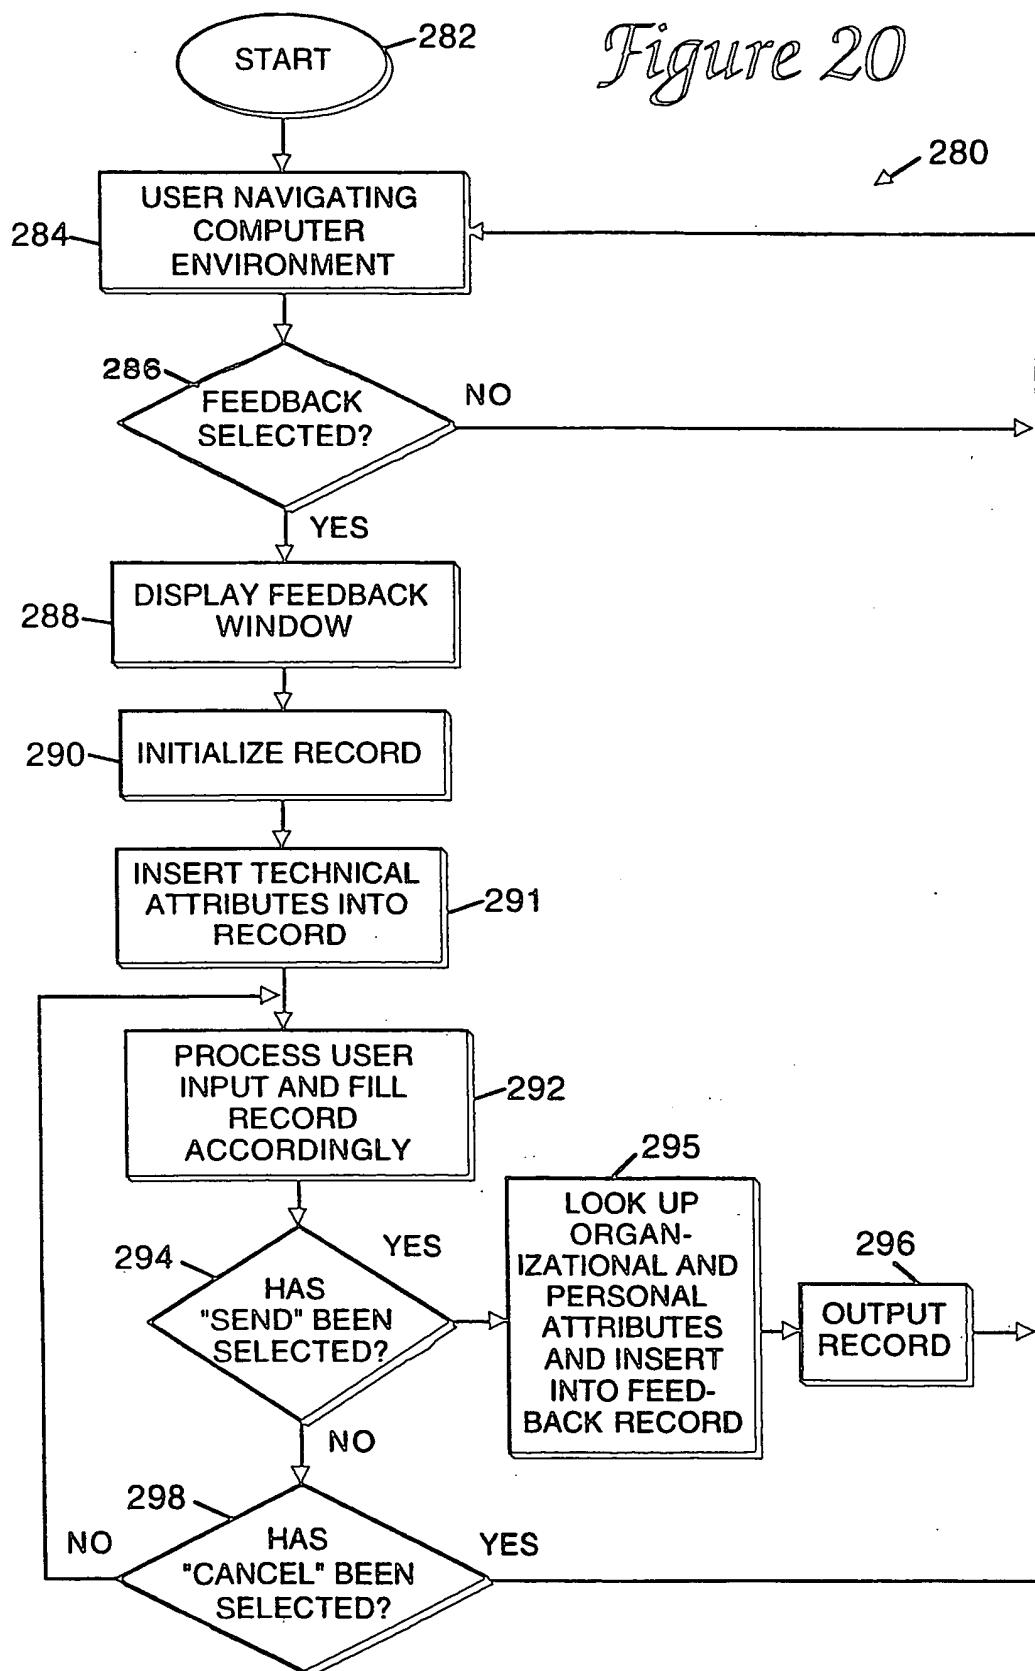 Figure 20
START
282
280
USER NAVIGATING
COMPUTER
ENVIRONMENT
284
286
FEEDBACK
SELECTED?
NO
YES
DISPLAY FEEDBACK
WINDOW
288
INITIALIZE RECORD
290
INSERT TECHNICAL
ATTRIBUTES INTO
RECORD
291
PROCESS USER
INPUT AND FILL
RECORD
ACCORDINGLY
292
294
HAS
"SEND" BEEN
SELECTED?
YES
NO
295
LOOK UP
ORGAN-
IZATIONAL AND
PERSONAL
ATTRIBUTES
AND INSERT
INTO FEED-
BACK RECORD
296
OUTPUT
RECORD
298
HAS
"CANCEL" BEEN
SELECTED?
NO
YES